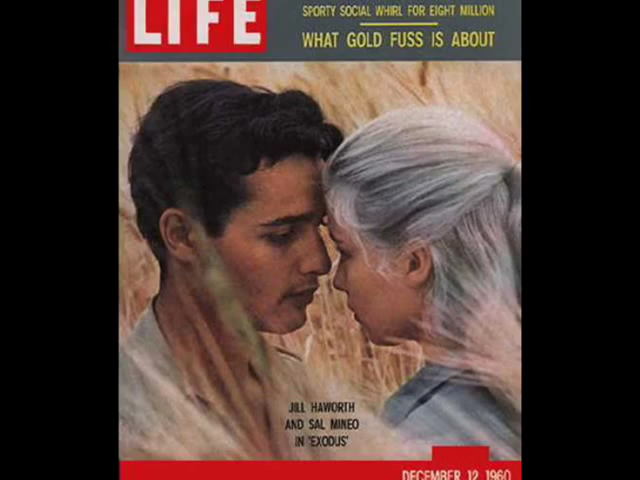 LIFE
SPORTY SOCIAL WHIRL FOR EIGHT MILLION
WHAT GOLD FUSS IS ABOUT
JILL HAWORTH
AND SAL MINEO
IN 'EXODUS'
DECEMBER 12, 1960